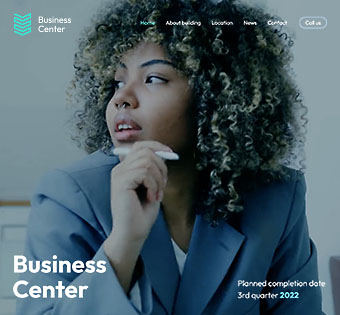 Business
Center
Home About building Location News Contact Call us
Business
Center
Planned completion date
3rd quarter 2022